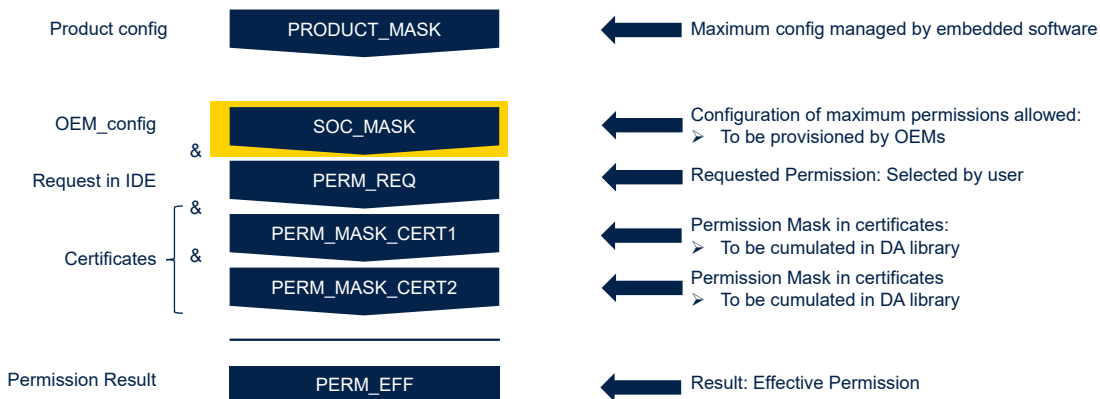 Product config PRODUCT_MASK Maximum config managed by embedded software
OEM_config SOC_MASK Configuration of maximum permissions allowed:
➢ To be provisioned by OEMs
&
Request in IDE PERM_REQ Requested Permission: Selected by user
&
Certificates PERM_MASK_CERT1 Permission Mask in certificates:
➢ To be cumulated in DA library
&
PERM_MASK_CERT2 Permission Mask in certificates
➢ To be cumulated in DA library
Permission Result PERM_EFF Result: Effective Permission